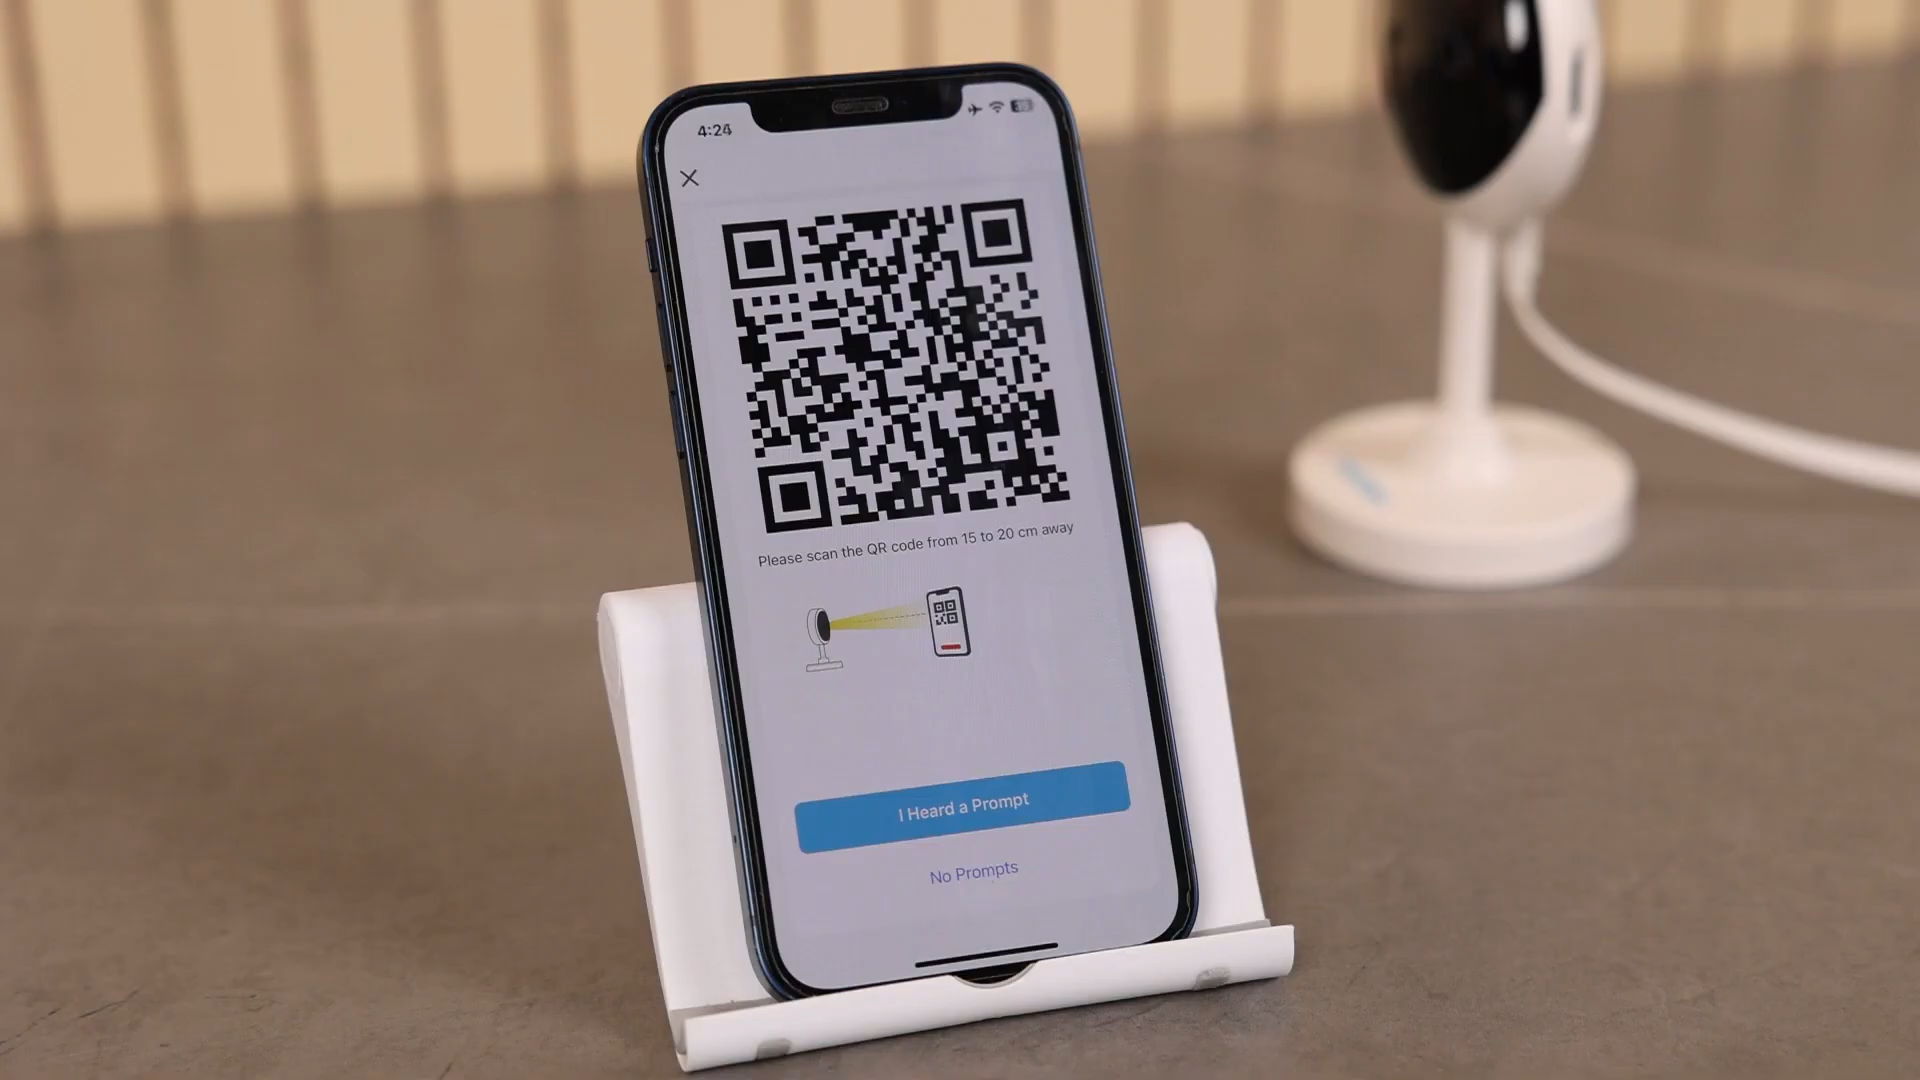 4:24
Please scan the QR code from 15 to 20 cm away
I Heard a Prompt
No Prompts